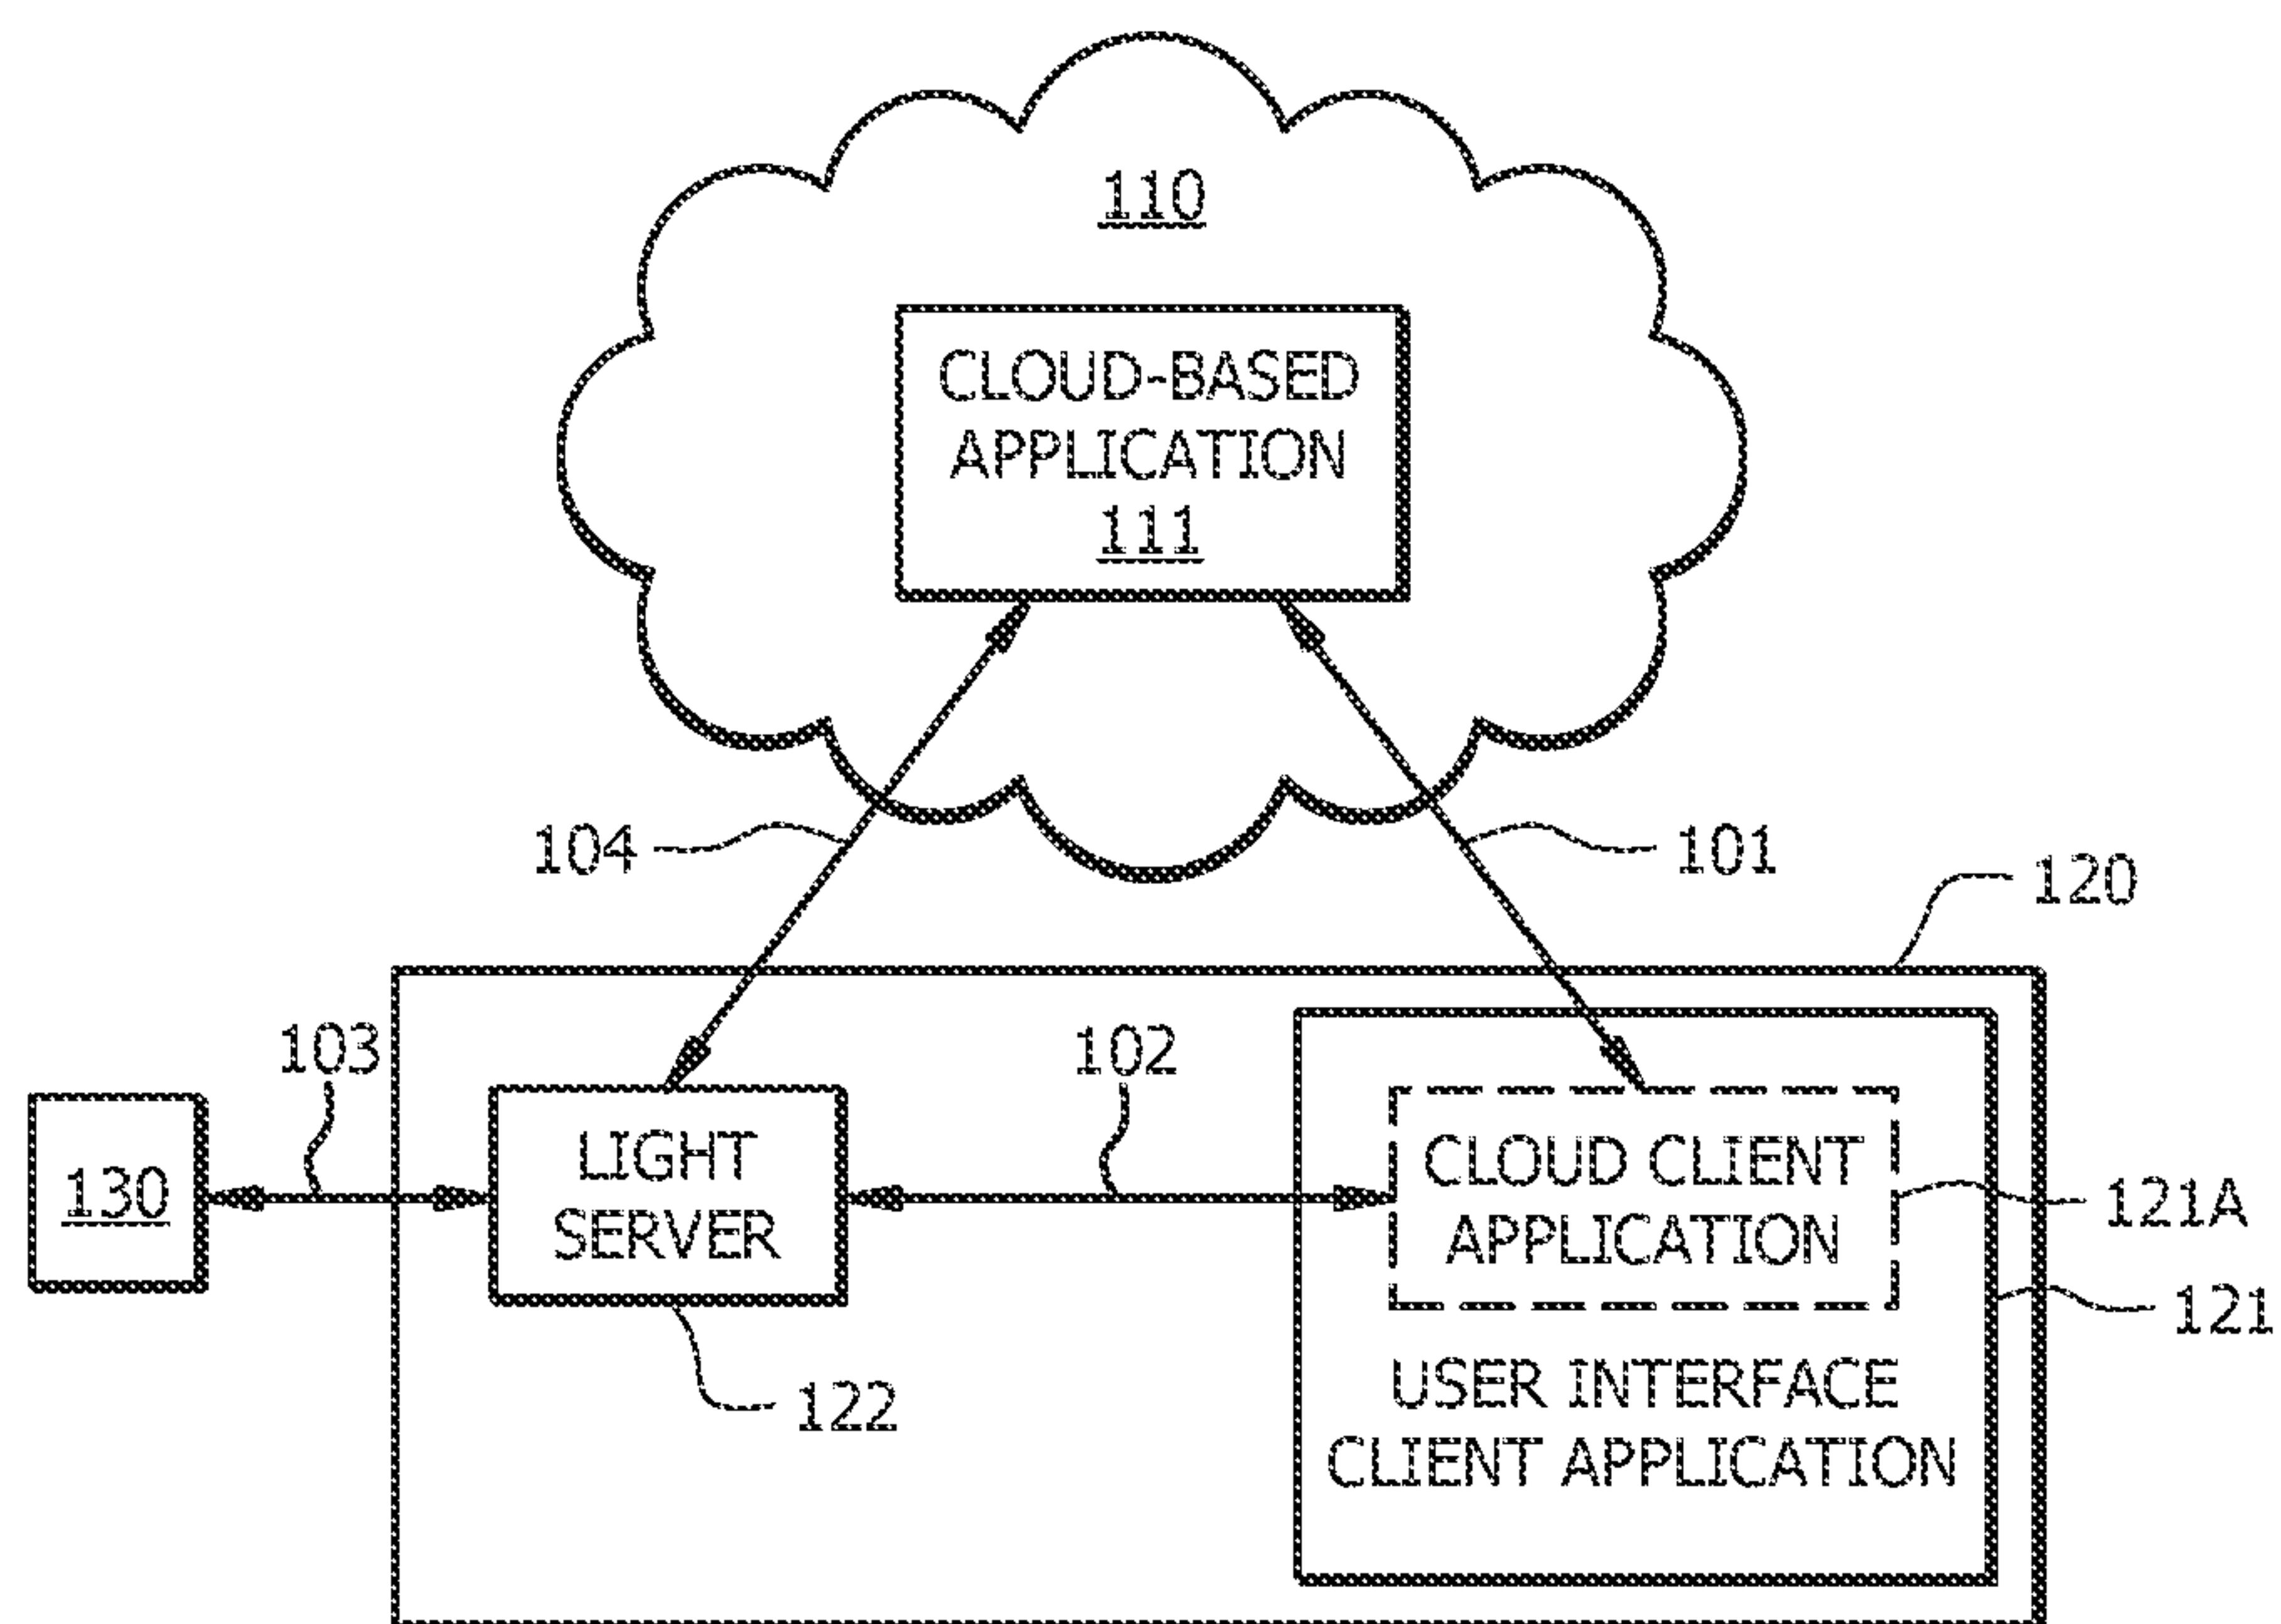 110
CLOUD-BASED
APPLICATION
111
104
101
120
103
102
130
LIGHT
SERVER
CLOUD CLIENT
APPLICATION
121A
121
122
USER INTERFACE
CLIENT APPLICATION